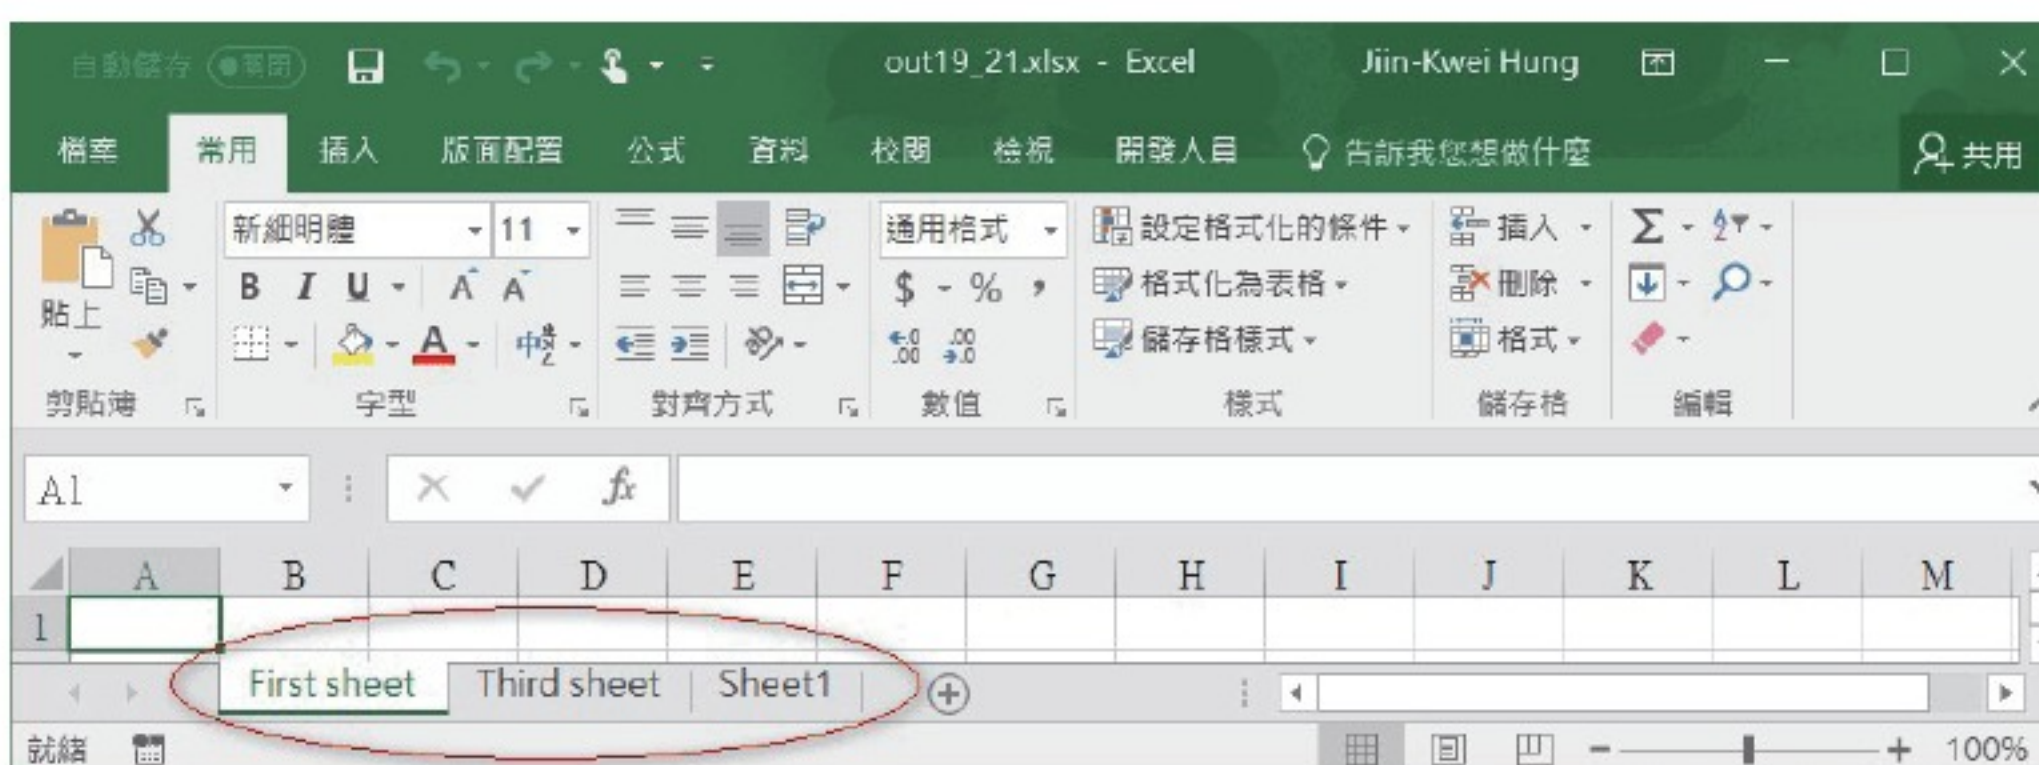 自動儲存 關閉 out19_21.xlsx - Excel Jiin-Kwei Hung
檔案 常用 插入 版面配置 公式 資料 校閱 檢視 開發人員 告訴我您想做什麼 共用
新細明體 11 通用格式 設定格式化的條件 插入 Σ
B I U A A $ % , 格式化為表格 刪除
貼上 A 中 .00 .00 儲存格樣式 格式
剪貼簿 字型 對齊方式 數值 樣式 儲存格 編輯
A1 fx
A B C D E F G H I J K L M
1
First sheet Third sheet Sheet1
就緒 100%